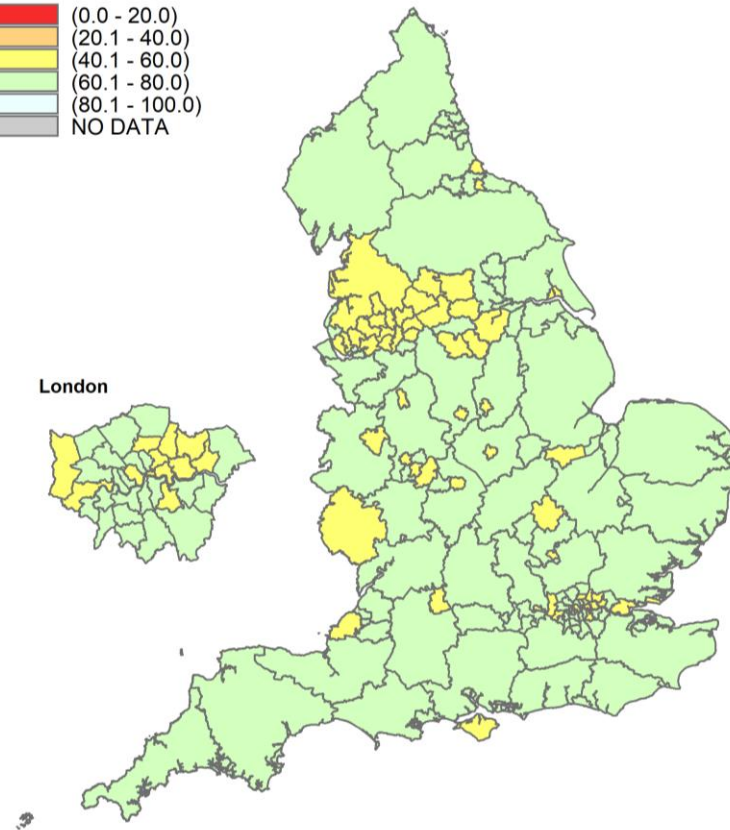 (0.0 - 20.0)
(20.1 - 40.0)
(40.1 - 60.0)
(60.1 - 80.0)
(80.1 - 100.0)
NO DATA
London